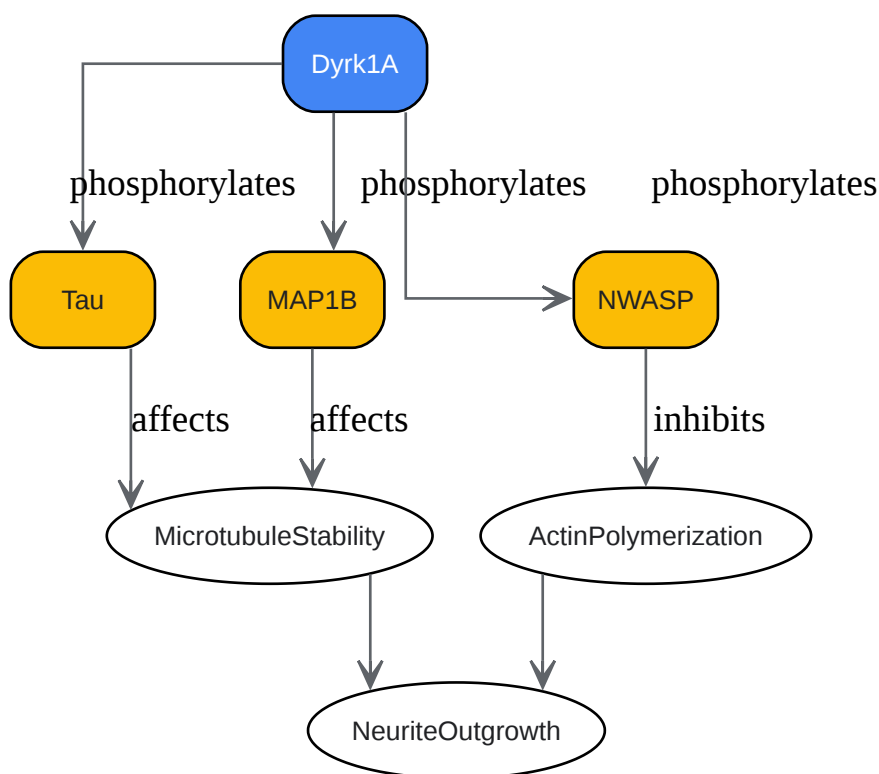 Dyrk1A
phosphorylates phosphorylates phosphorylates
Tau MAP1B NWASP
affects affects inhibits
MicrotubuleStability ActinPolymerization
NeuriteOutgrowth